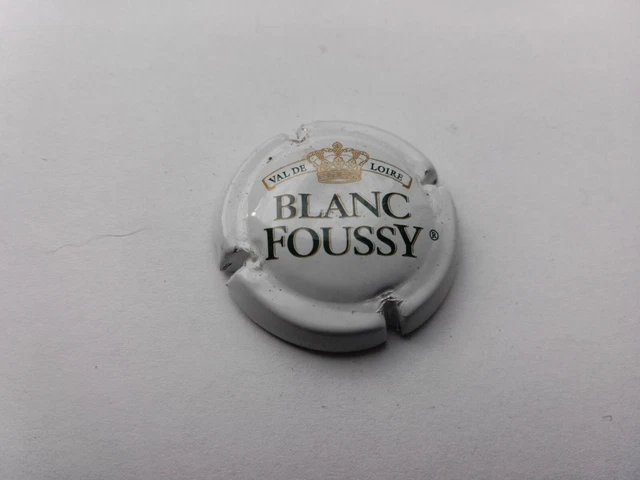 VAL DE LOIRE
BLANC
FOUSSY®